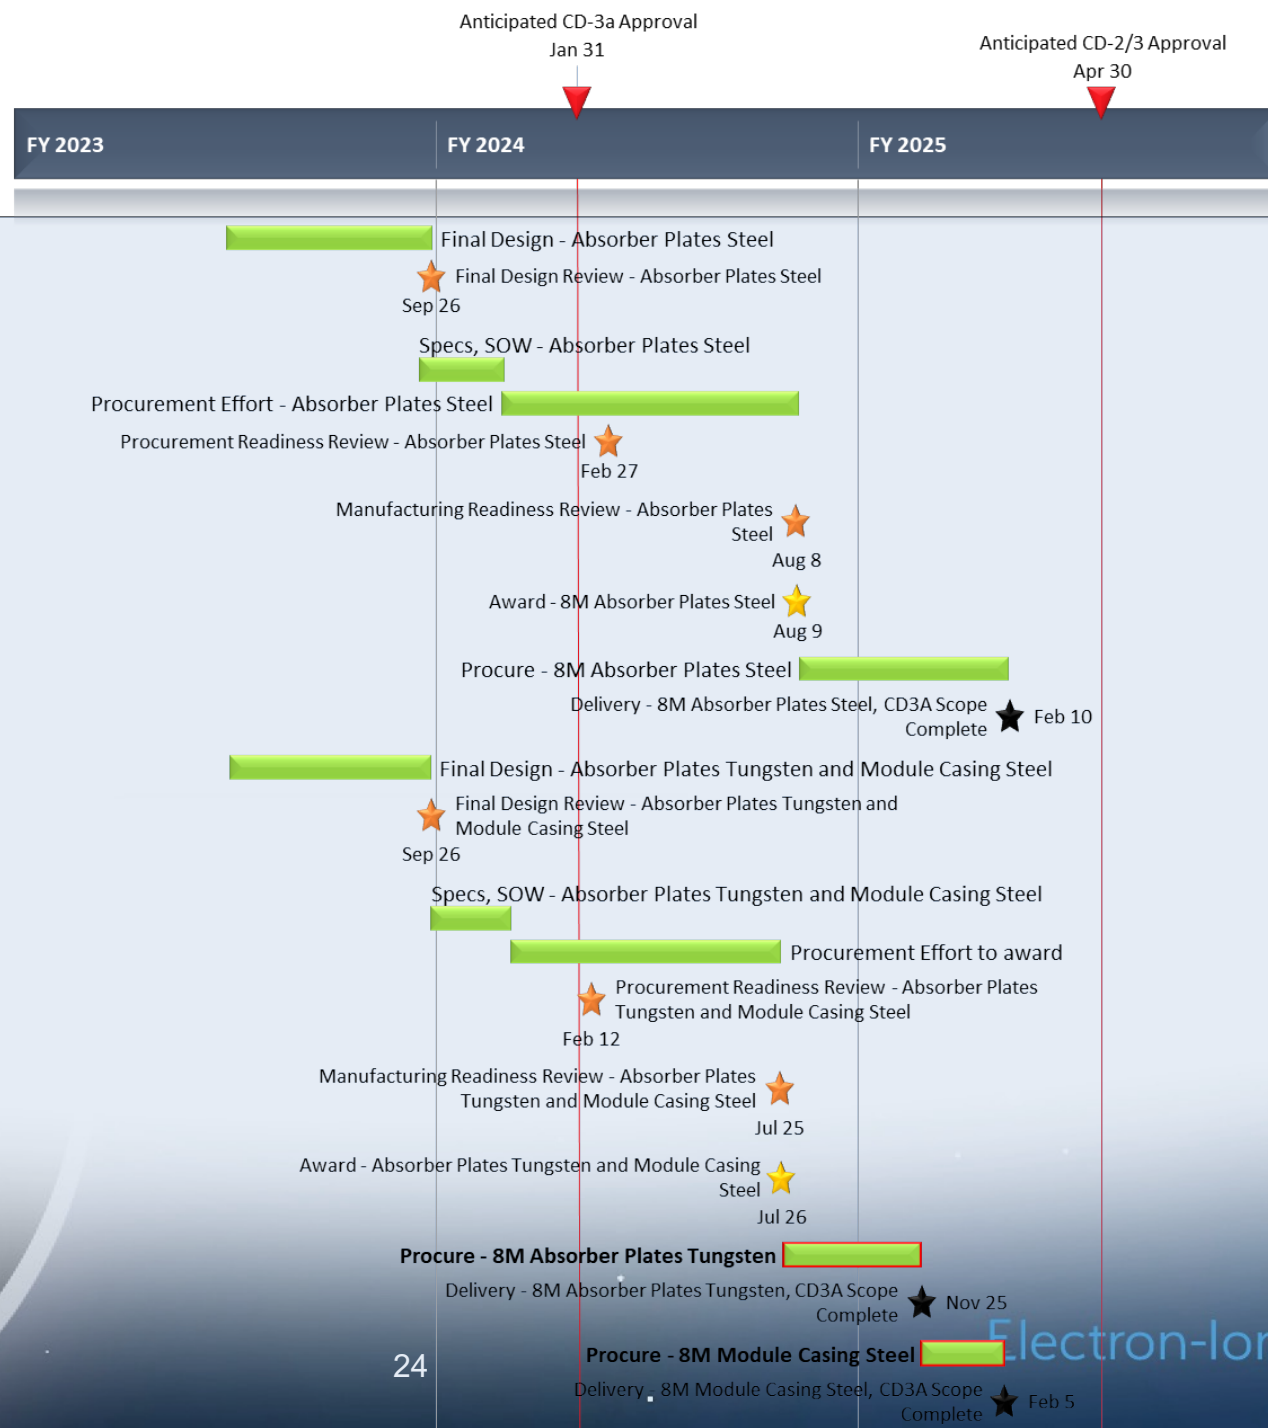 Anticipated CD-3a Approval
Jan 31
Anticipated CD-2/3 Approval
Apr 30
FY 2023
FY 2024
FY 2025
Final Design - Absorber Plates Steel
Final Design Review - Absorber Plates Steel
Sep 26
Specs, SOW - Absorber Plates Steel
Procurement Effort - Absorber Plates Steel
Procurement Readiness Review - Absorber Plates Steel
Feb 27
Manufacturing Readiness Review - Absorber Plates
Steel
Aug 8
Award - 8M Absorber Plates Steel
Aug 9
Procure - 8M Absorber Plates Steel
Delivery - 8M Absorber Plates Steel, CD3A Scope
Complete
Feb 10
Final Design - Absorber Plates Tungsten and Module Casing Steel
Final Design Review - Absorber Plates Tungsten and
Module Casing Steel
Sep 26
Specs, SOW - Absorber Plates Tungsten and Module Casing Steel
Procurement Effort to award
Procurement Readiness Review - Absorber Plates
Tungsten and Module Casing Steel
Feb 12
Manufacturing Readiness Review - Absorber Plates
Tungsten and Module Casing Steel
Jul 25
Award - Absorber Plates Tungsten and Module Casing
Steel
Jul 26
Procure - 8M Absorber Plates Tungsten
Delivery - 8M Absorber Plates Tungsten, CD3A Scope
Complete
Nov 25
Electron-Ion
Procure - 8M Module Casing Steel
24
Delivery - 8M Module Casing Steel, CD3A Scope
Complete
Feb 5